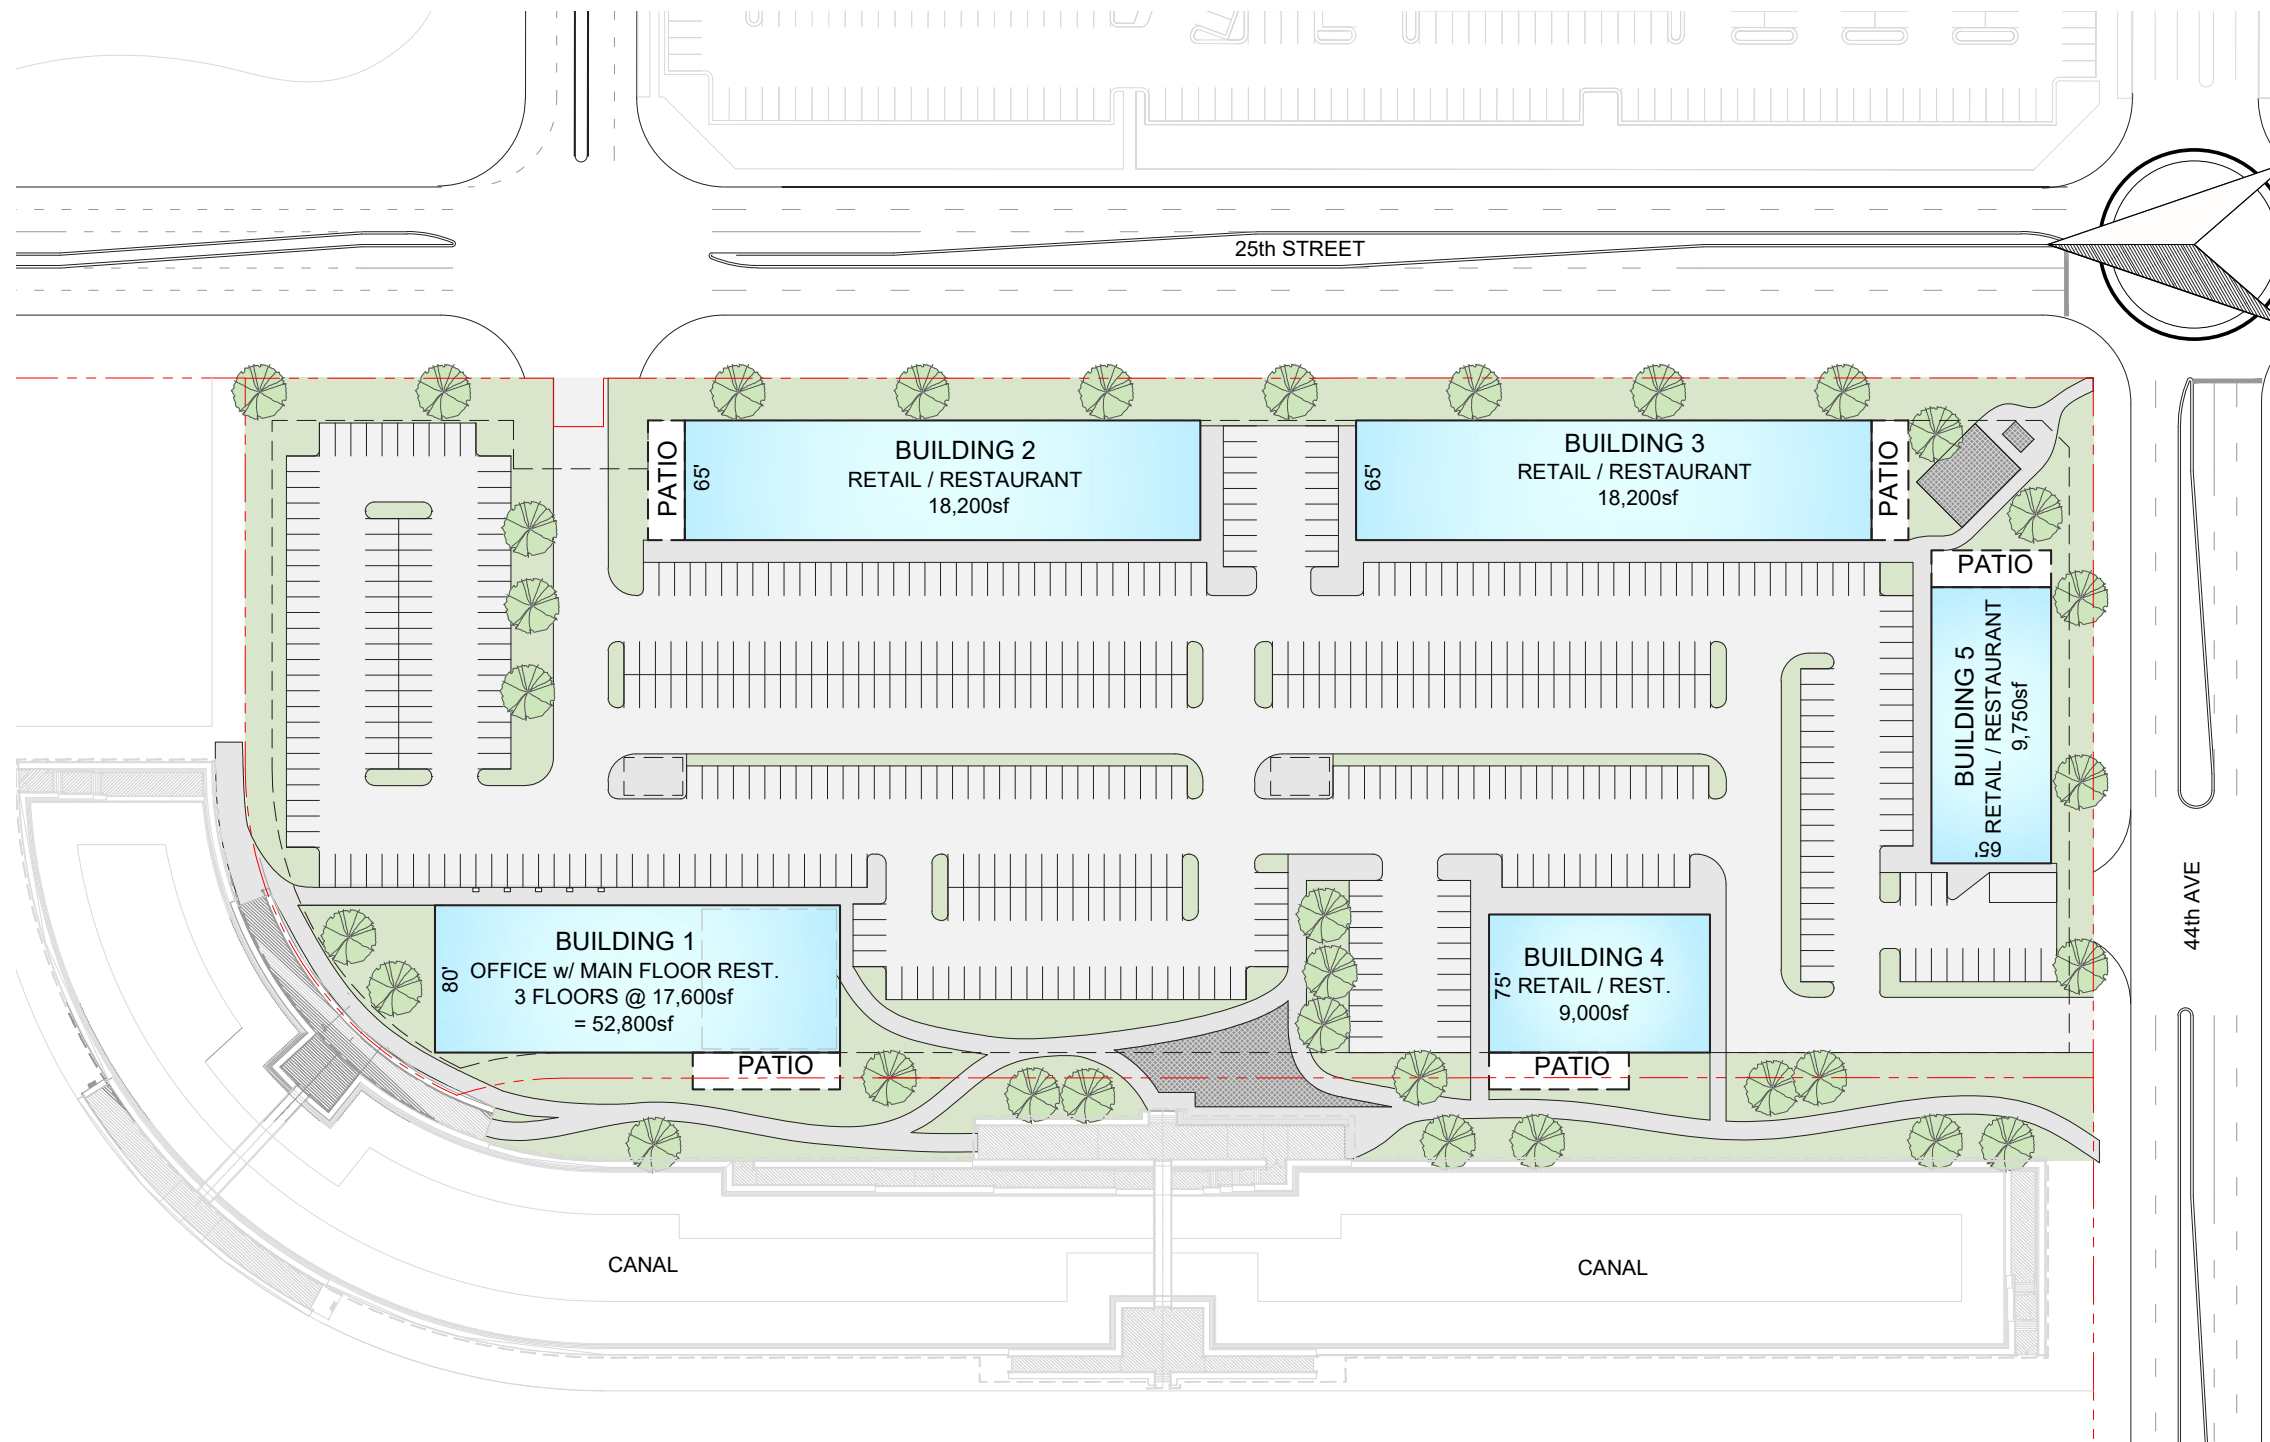 25th STREET
PATIO
65'
BUILDING 2
RETAIL / RESTAURANT
18,200sf
65'
BUILDING 3
RETAIL / RESTAURANT
18,200sf
PATIO
PATIO
BUILDING 5
RETAIL / RESTAURANT
9,750sf
65'
44th AVE
80'
BUILDING 1
OFFICE w/ MAIN FLOOR REST.
3 FLOORS @ 17,600sf
= 52,800sf
PATIO
75'
BUILDING 4
RETAIL / REST.
9,000sf
PATIO
CANAL
CANAL